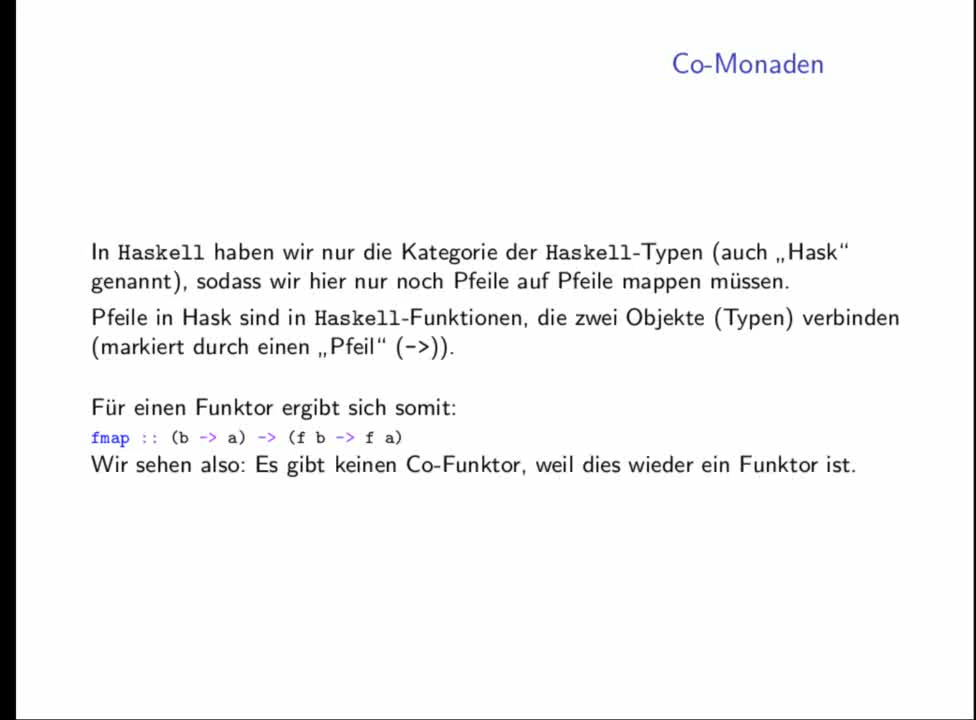 Co-Monaden
In Haskell haben wir nur die Kategorie der Haskell-Typen (auch „Hask“
genannt), sodass wir hier nur noch Pfeile auf Pfeile mappen müssen.
Pfeile in Hask sind in Haskell-Funktionen, die zwei Objekte (Typen) verbinden
(markiert durch einen „Pfeil“ (->)).
Für einen Funktor ergibt sich somit:
fmap :: (b -> a) -> (f b -> f a)
Wir sehen also: Es gibt keinen Co-Funktor, weil dies wieder ein Funktor ist.